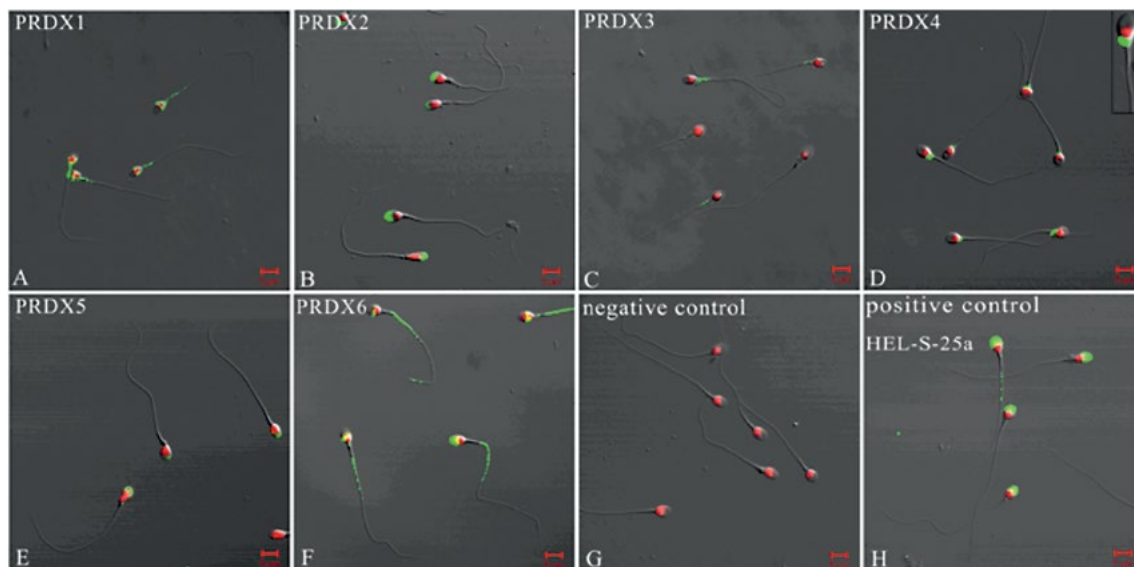 PRDX1
PRDX2
PRDX3
PRDX4
A
B
C
D
PRDX5
PRDX6
negative control
positive control
HEL-S-25a
E
F
G
H